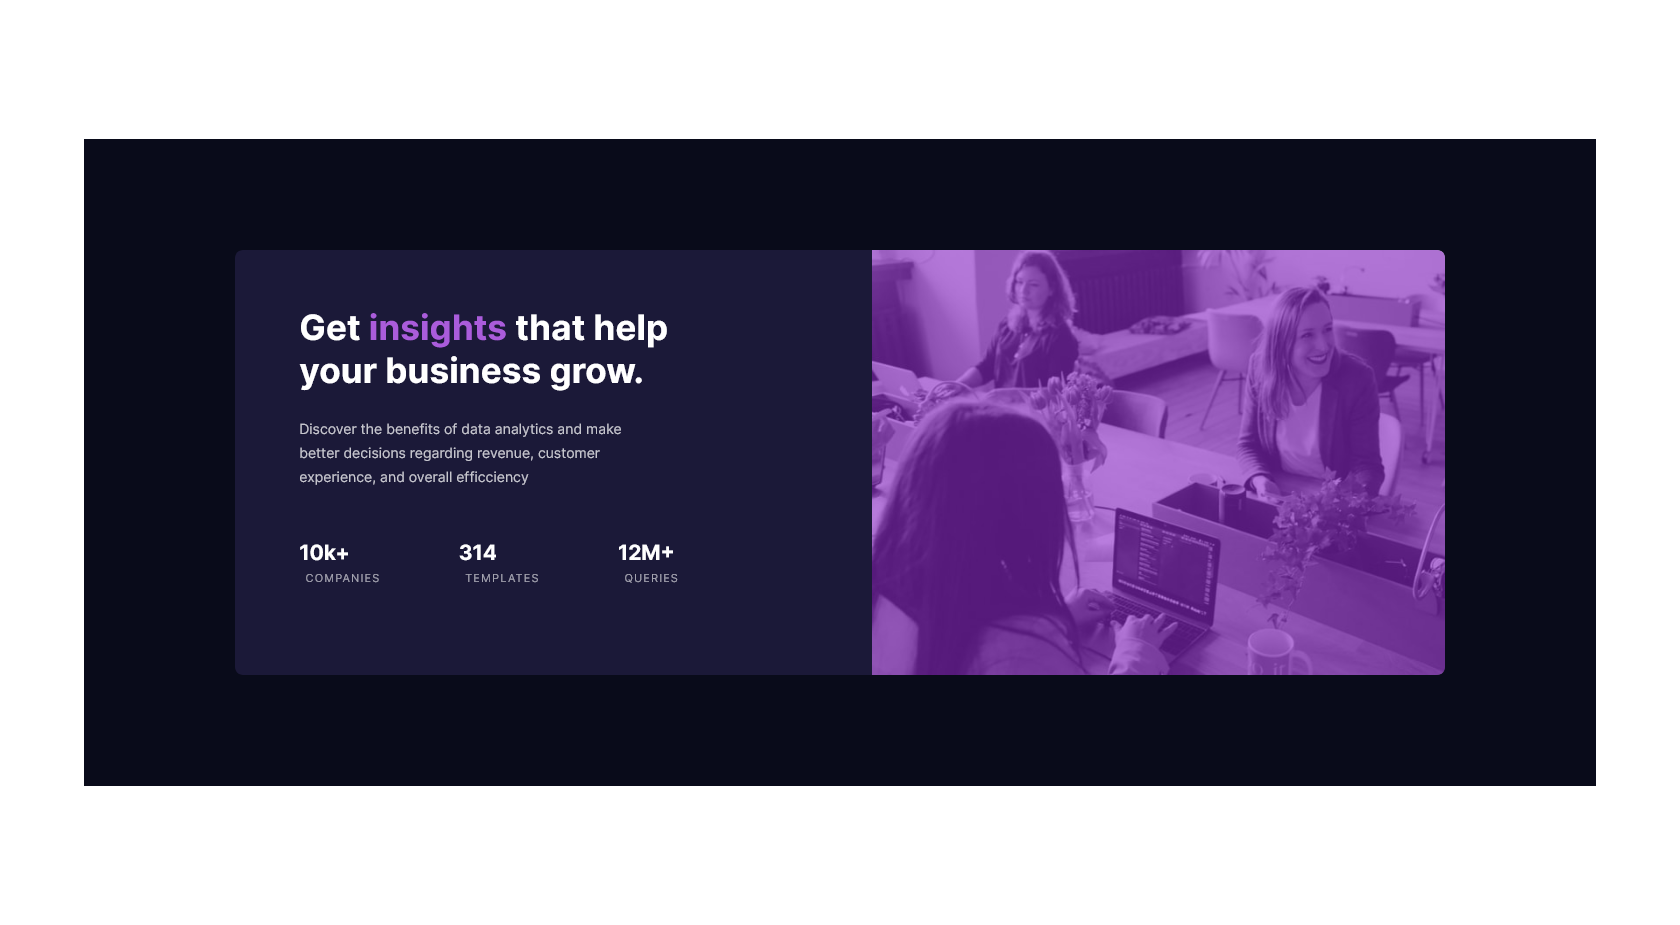 Get insights that help
your business grow.
Discover the benefits of data analytics and make
better decisions regarding revenue, customer
experience, and overall efficciency
10k+ 314 12M+
COMPANIES TEMPLATES QUERIES